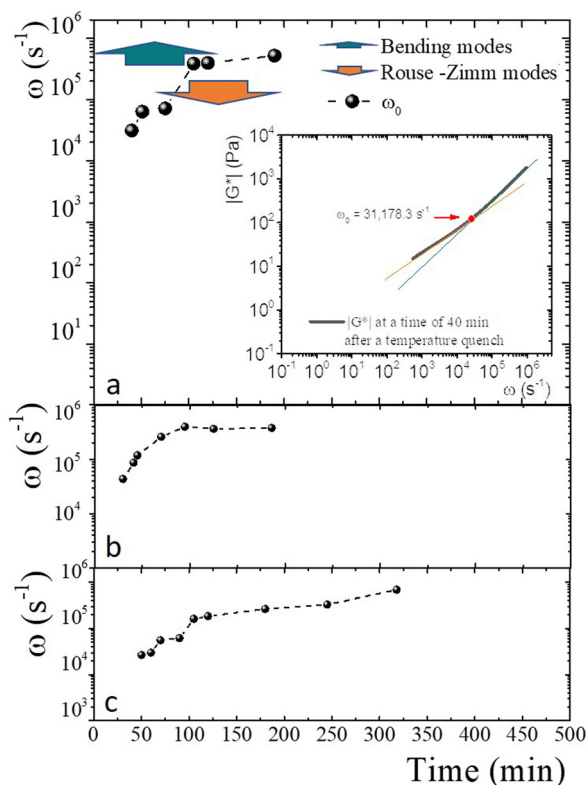 10^6
10^5
10^4
10^3
10^2
10^1
ω (s^-1)
Bending modes
Rouse -Zimm modes
ω_0
|G*| (Pa)
10^4
10^3
10^2
10^1
10^0
10^-1
ω_0 = 31,178.3 s^-1
|G*| at a time of 40 min
after a temperature quench
10^-1 10^0 10^1 10^2 10^3 10^4 10^5 10^6
ω (s^-1)
a
10^6
10^5
10^4
ω (s^-1)
b
10^6
10^5
10^4
10^3
ω (s^-1)
c
0 50 100 150 200 250 300 350 400 450 500
Time (min)